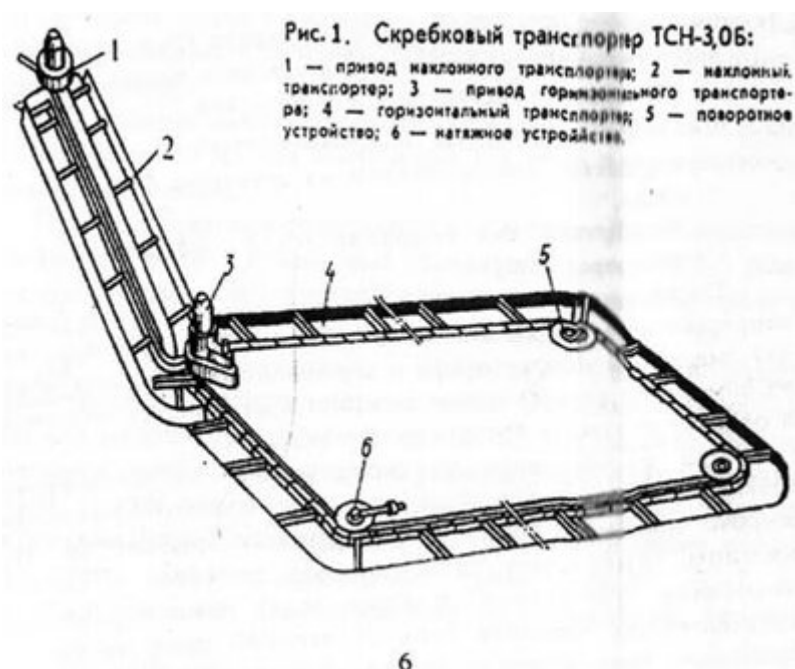 Рис. 1. Скребковый транспортер ТСН-3,0Б:
1 — привод наклонного транспортера; 2 — наклонный
транспортер; 3 — привод горизонтального транспорте-
ра; 4 — горизонтальный транспортер; 5 — поворотное
устройство; 6 — натяжное устройство.
1
2
3
4
5
6
6